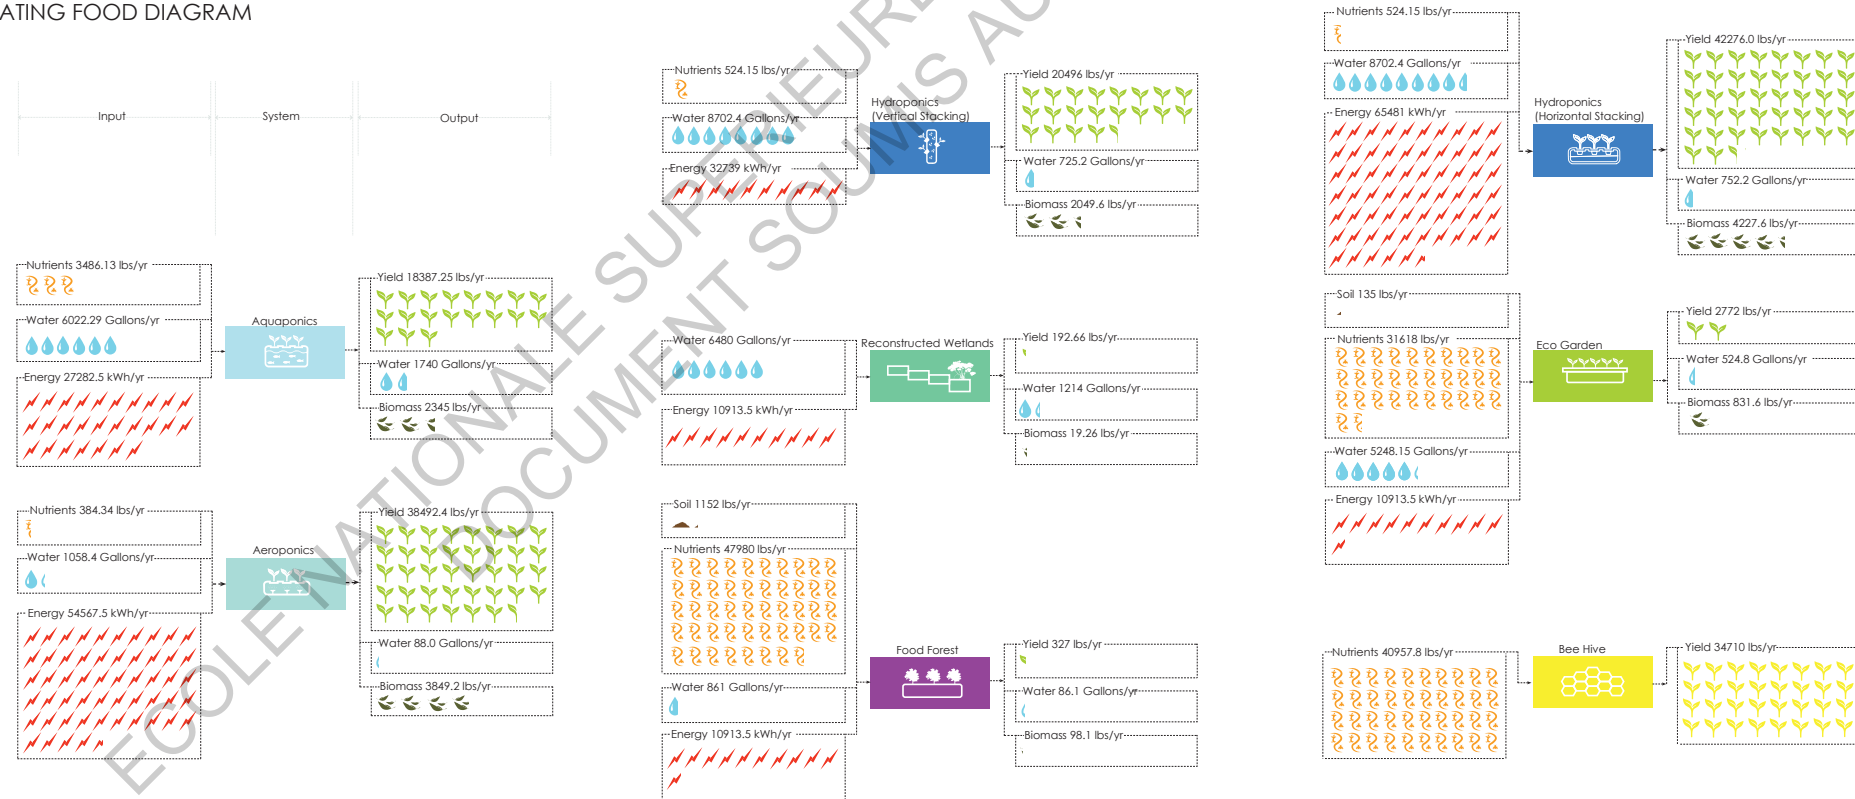 ATING FOOD DIAGRAM
Input
System
Output
Nutrients 3486.13 lbs/yr
Water 6022.29 Gallons/yr
Energy 27282.5 kWh/yr
Aquaponics
Yield 18387.25 lbs/yr
Water 1740 Gallons/yr
Biomass 2345 lbs/yr
Nutrients 384.34 lbs/yr
Water 1058.4 Gallons/yr
Energy 54567.5 kWh/yr
Aeroponics
Yield 38492.4 lbs/yr
Water 88.0 Gallons/yr
Biomass 3849.2 lbs/yr
Nutrients 524.15 lbs/yr
Water 8702.4 Gallons/yr
Energy 32739 kWh/yr
Hydroponics
(Vertical Stacking)
Yield 20496 lbs/yr
Water 725.2 Gallons/yr
Biomass 2049.6 lbs/yr
Water 6480 Gallons/yr
Energy 10913.5 kWh/yr
Reconstructed Wetlands
Yield 192.66 lbs/yr
Water 1214 Gallons/yr
Biomass 19.26 lbs/yr
Soil 1152 lbs/yr
Nutrients 47980 lbs/yr
Water 861 Gallons/yr
Energy 10913.5 kWh/yr
Food Forest
Yield 327 lbs/yr
Water 86.1 Gallons/yr
Biomass 98.1 lbs/yr
Nutrients 524.15 lbs/yr
Water 8702.4 Gallons/yr
Energy 65481 kWh/yr
Hydroponics
(Horizontal Stacking)
Yield 42276.0 lbs/yr
Water 752.2 Gallons/yr
Biomass 4227.6 lbs/yr
Soil 135 lbs/yr
Nutrients 31618 lbs/yr
Water 5248.15 Gallons/yr
Energy 10913.5 kWh/yr
Eco Garden
Yield 2772 lbs/yr
Water 524.8 Gallons/yr
Biomass 831.6 lbs/yr
Nutrients 40957.8 lbs/yr
Bee Hive
Yield 34710 lbs/yr
ECOLE NATIONALE SUPERIEURE
DOCUMENT SOUMIS AU